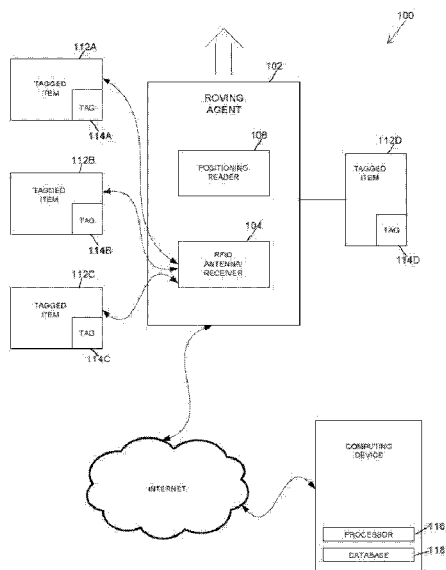 100
112A
TAGGED
ITEM
TAG
114A
102
ROVING
AGENT
108
POSITIONING
READER
112B
TAGGED
ITEM
TAG
114B
112D
TAGGED
ITEM
TAG
114D
104
RFID
ANTENNA/
RECEIVER
112C
TAGGED
ITEM
TAG
114C
INTERNET
COMPUTING
DEVICE
PROCESSOR
116
DATABASE
118